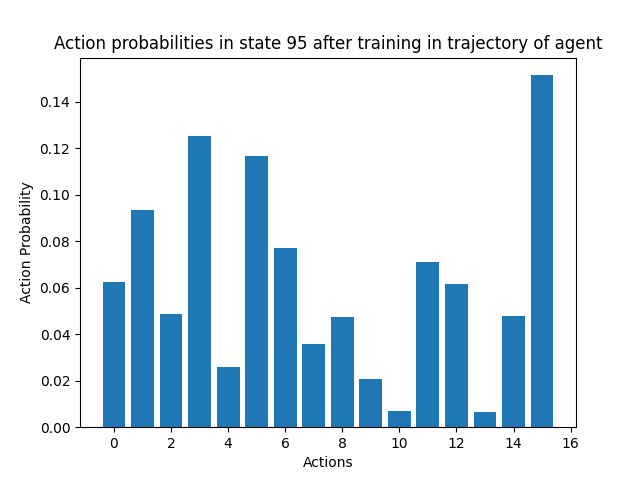 Action probabilities in state 95 after training in trajectory of agent
0.14
0.12
0.10
0.08
0.06
0.04
0.02
0.00
Action Probability
0 2 4 6 8 10 12 14 16
Actions